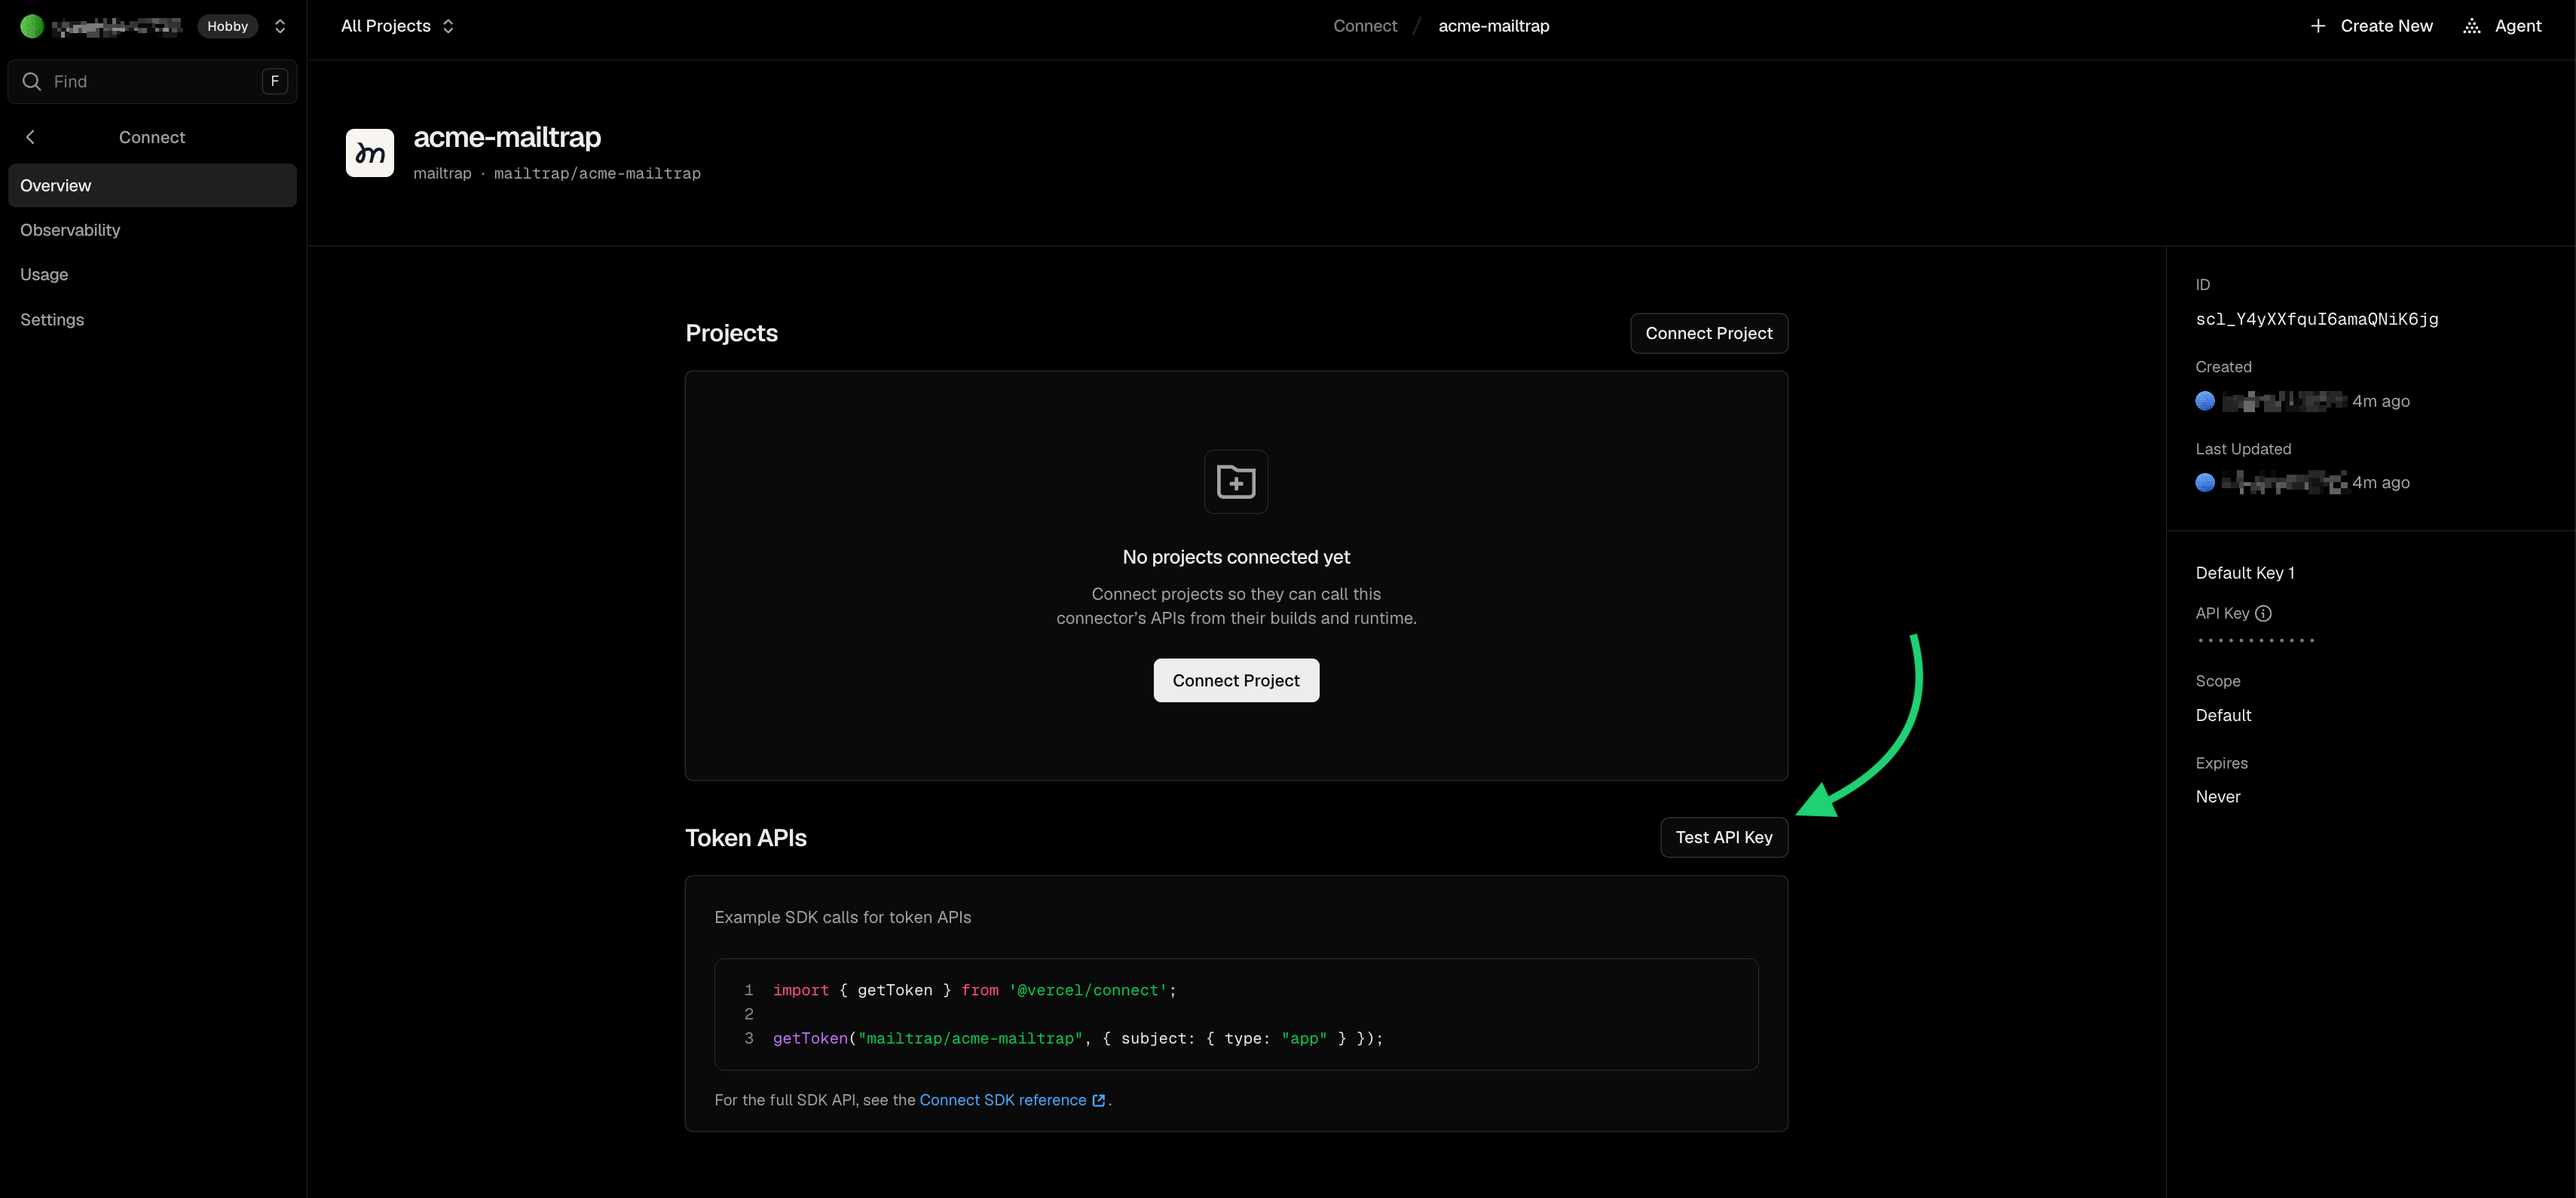 Hobby
All Projects
Connect / acme-mailtrap
Create New
Agent
Find
F
Connect
Overview
Observability
Usage
Settings
acme-mailtrap
mailtrap · mailtrap/acme-mailtrap
Projects
Connect Project
No projects connected yet
Connect projects so they can call this
connector’s APIs from their builds and runtime.
Connect Project
Token APIs
Test API Key
Example SDK calls for token APIs
1 import { getToken } from '@vercel/connect';
2
3 getToken("mailtrap/acme-mailtrap", { subject: { type: "app" } });
For the full SDK API, see the Connect SDK reference.
ID
scl_Y4yXXfquI6amaQNiK6jg
Created
4m ago
Last Updated
4m ago
Default Key 1
API Key
············
Scope
Default
Expires
Never